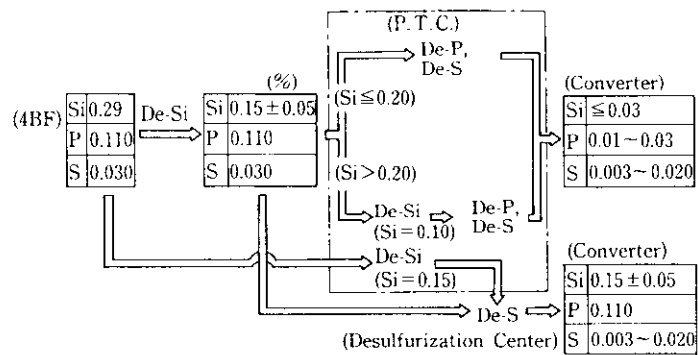 (P.T.C.)
De-P,
De-S
(%)
(Converter)
(4BF)
Si 0.29
De-Si
Si 0.15±0.05
(Si≦0.20)
Si ≦0.03
P 0.110
P 0.110
P 0.01~0.03
S 0.030
S 0.030
(Si>0.20)
S 0.003~0.020
De-Si
(Si=0.10)
De-P,
De-S
(Converter)
De-Si
(Si=0.15)
Si 0.15±0.05
De-S
P 0.110
(Desulfurization Center)
S 0.003~0.020